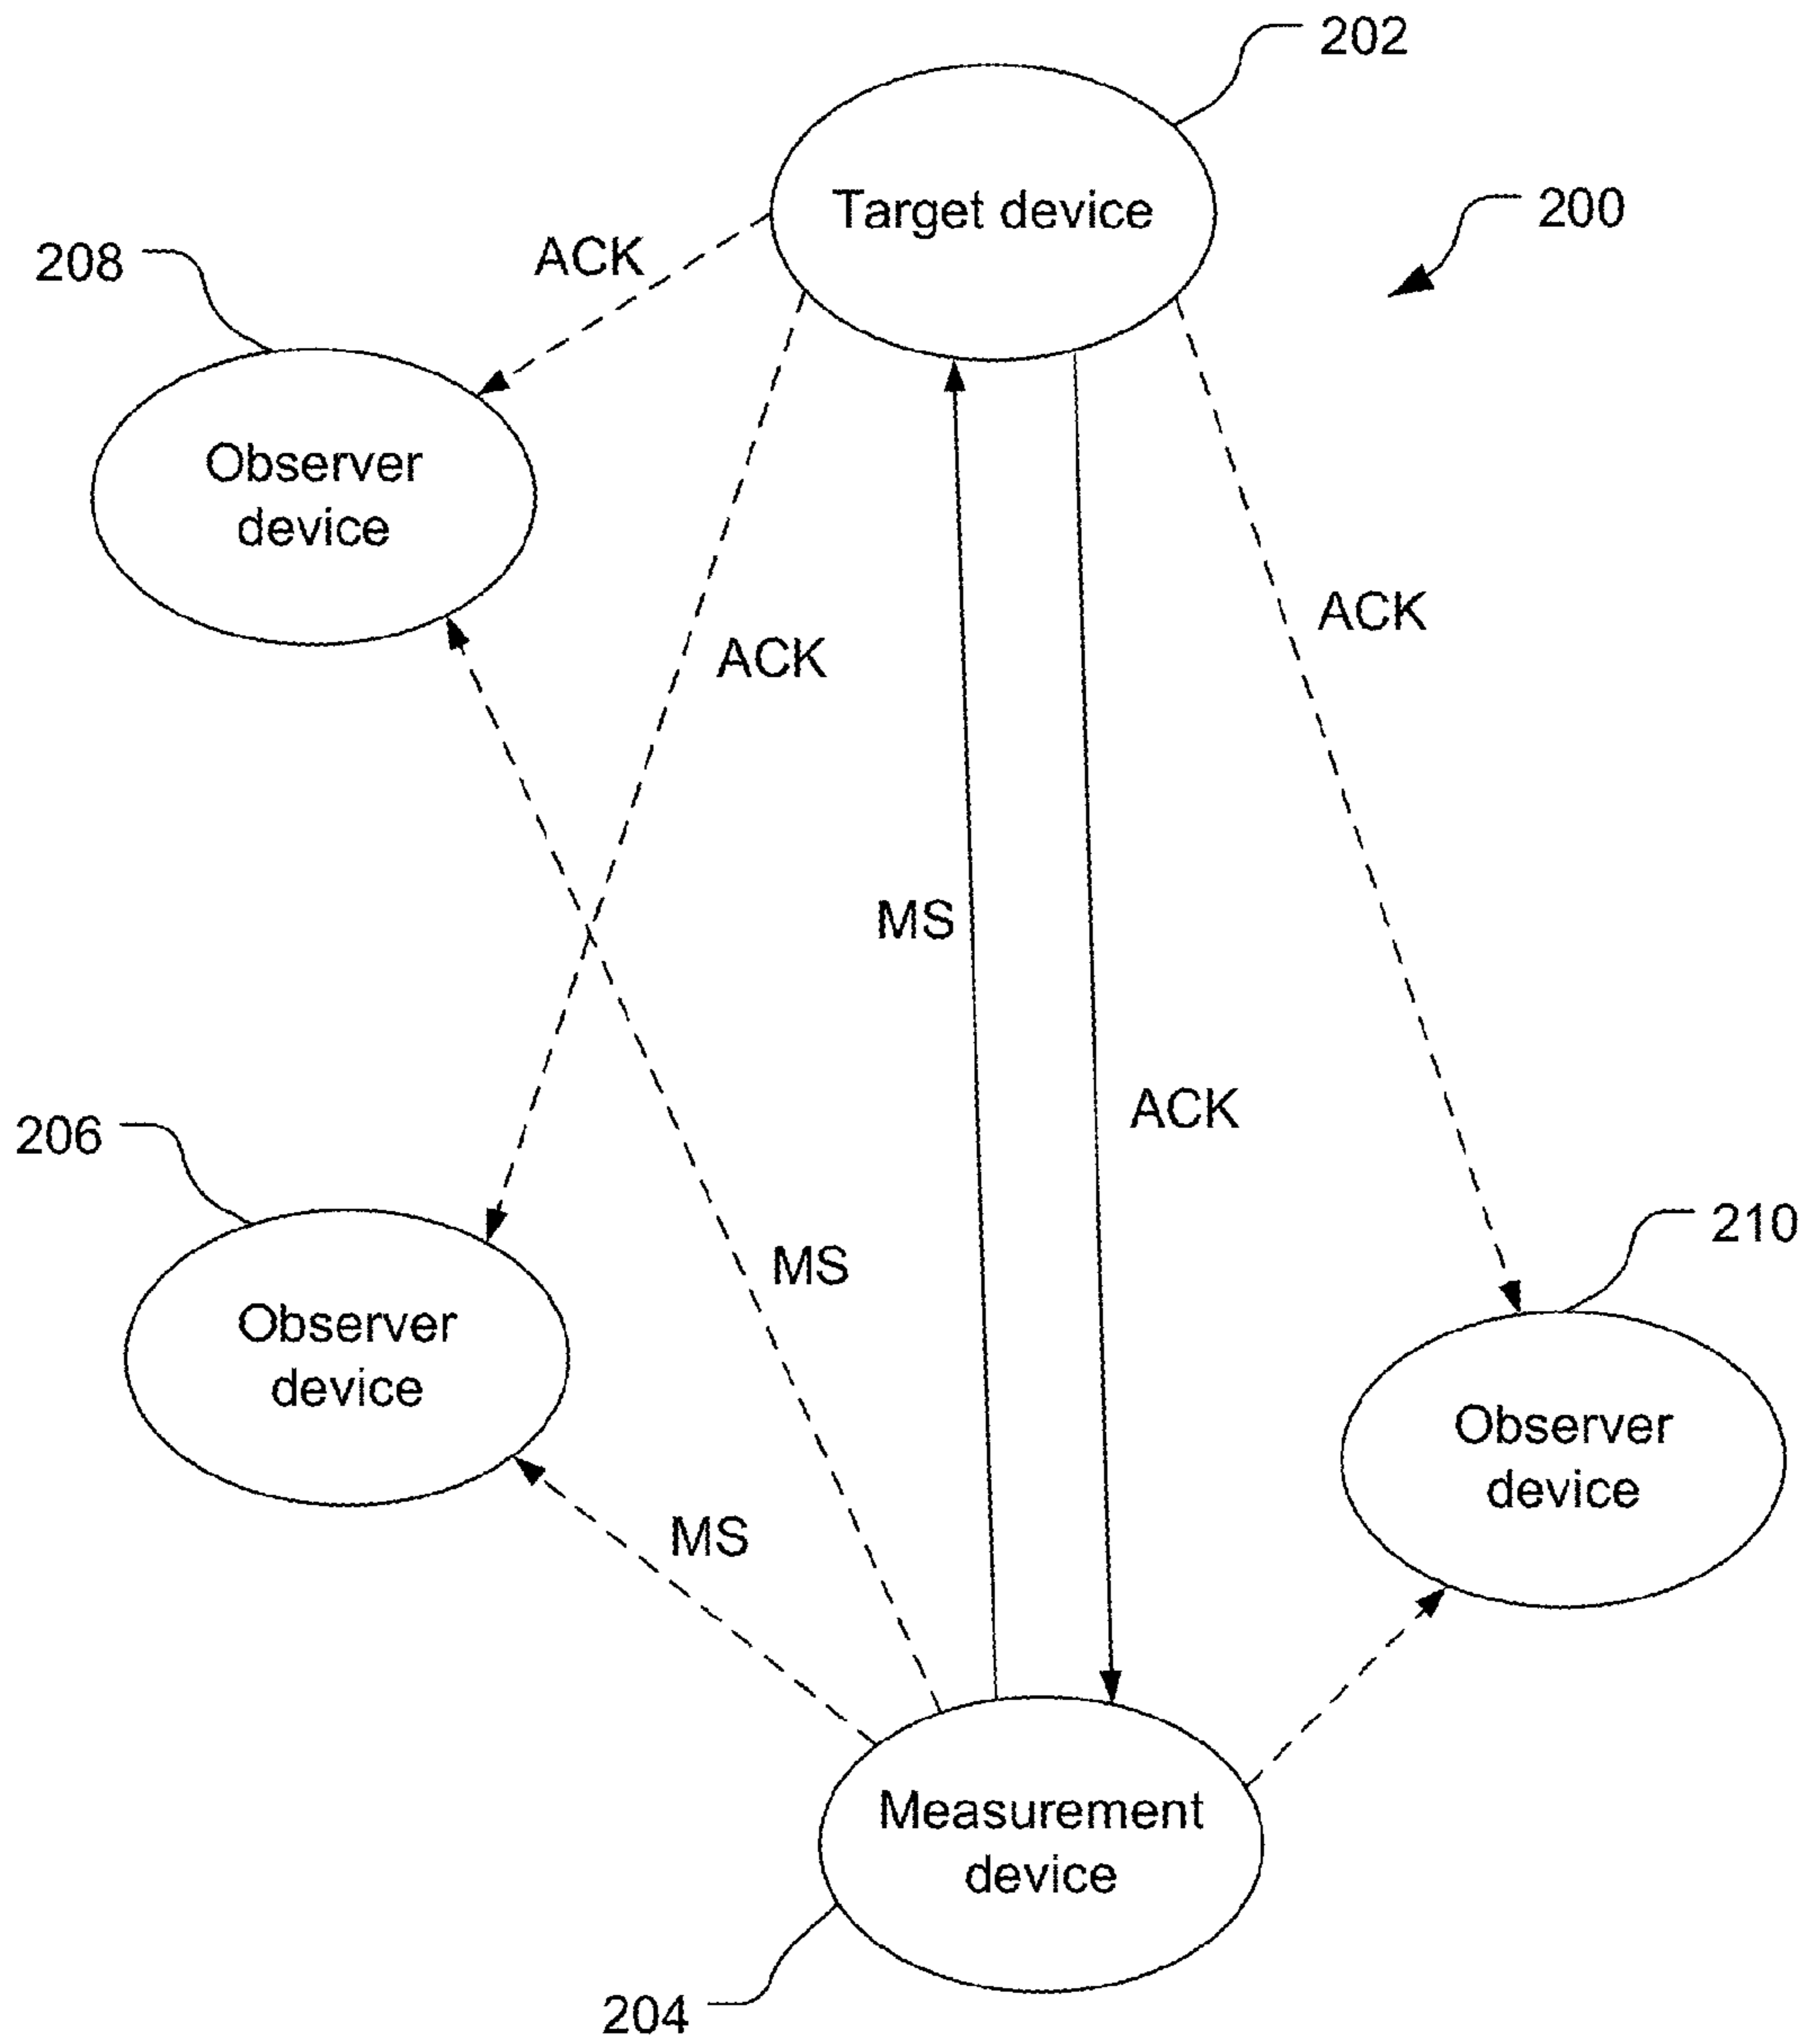 202
Target device
200
208
ACK
Observer
device
ACK
ACK
MS
ACK
206
210
MS
Observer
device
Observer
device
MS
Measurement
device
204